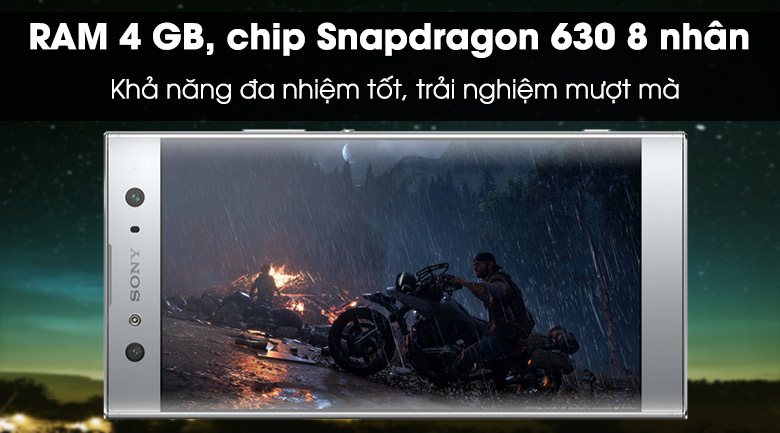 RAM 4 GB, chip Snapdragon 630 8 nhân
Khả năng đa nhiệm tốt, trải nghiệm mượt mà
SONY